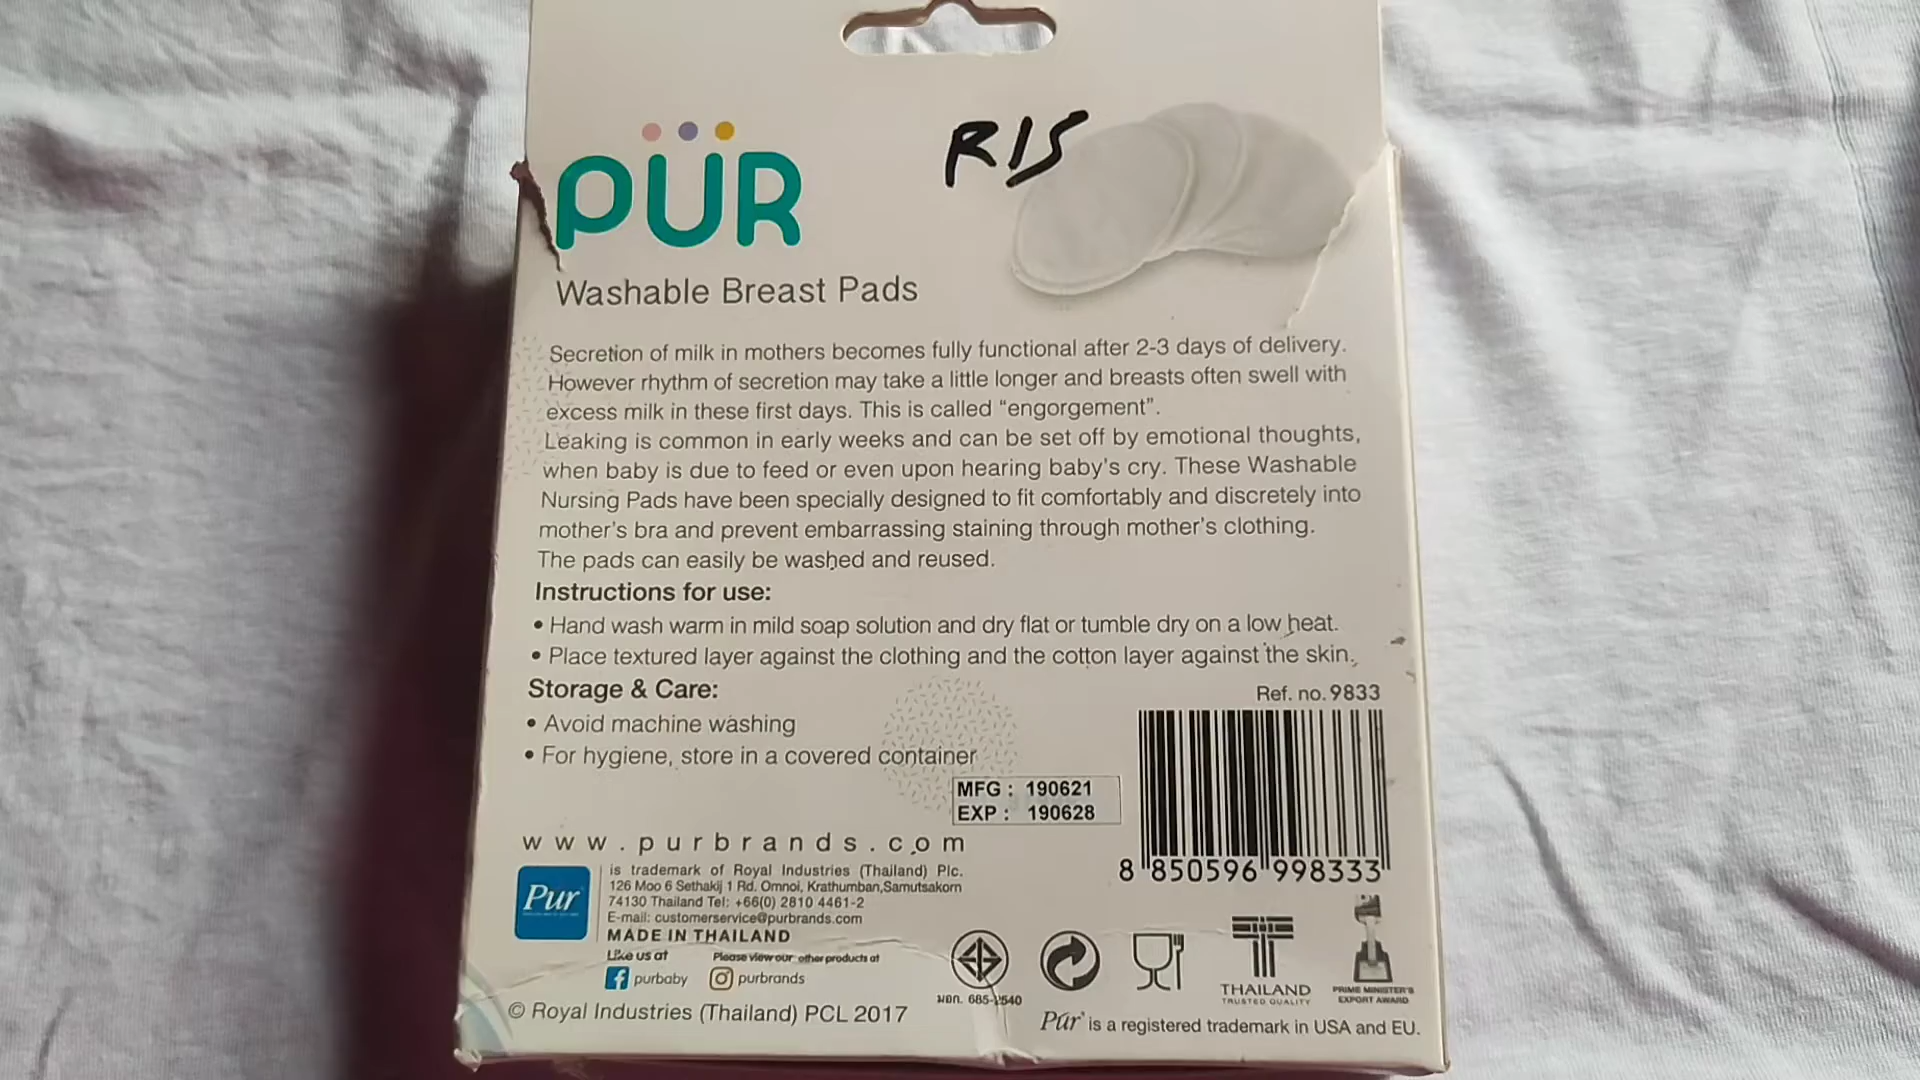 PUR
R15
Washable Breast Pads
Secretion of milk in mothers becomes fully functional after 2-3 days of delivery.
However rhythm of secretion may take a little longer and breasts often swell with
excess milk in these first days. This is called “engorgement”.
Leaking is common in early weeks and can be set off by emotional thoughts,
when baby is due to feed or even upon hearing baby's cry. These Washable
Nursing Pads have been specially designed to fit comfortably and discretely into
mother's bra and prevent embarrassing staining through mother's clothing.
The pads can easily be washed and reused.
Instructions for use:
• Hand wash warm in mild soap solution and dry flat or tumble dry on a low heat.
• Place textured layer against the clothing and the cotton layer against the skin.
Storage & Care:
• Avoid machine washing
• For hygiene, store in a covered container
Ref. no. 9833
MFG : 190621
EXP : 190628
8 850596 998333
www.purbrands.com
Pur
is trademark of Royal Industries (Thailand) Plc.
126 Moo 6 Sethakij 1 Rd. Omnoi, Krathumban,Samutsakorn
74130 Thailand Tel: +66(0) 2810 4461-2
E-mail: customerservice@purbrands.com
MADE IN THAILAND
Like us at
Please view our other products at
purbaby
purbrands
© Royal Industries (Thailand) PCL 2017
มอก. 685-2540
THAILAND
TRUSTED QUALITY
PRIME MINISTER'S
EXPORT AWARD
Pur is a registered trademark in USA and EU.